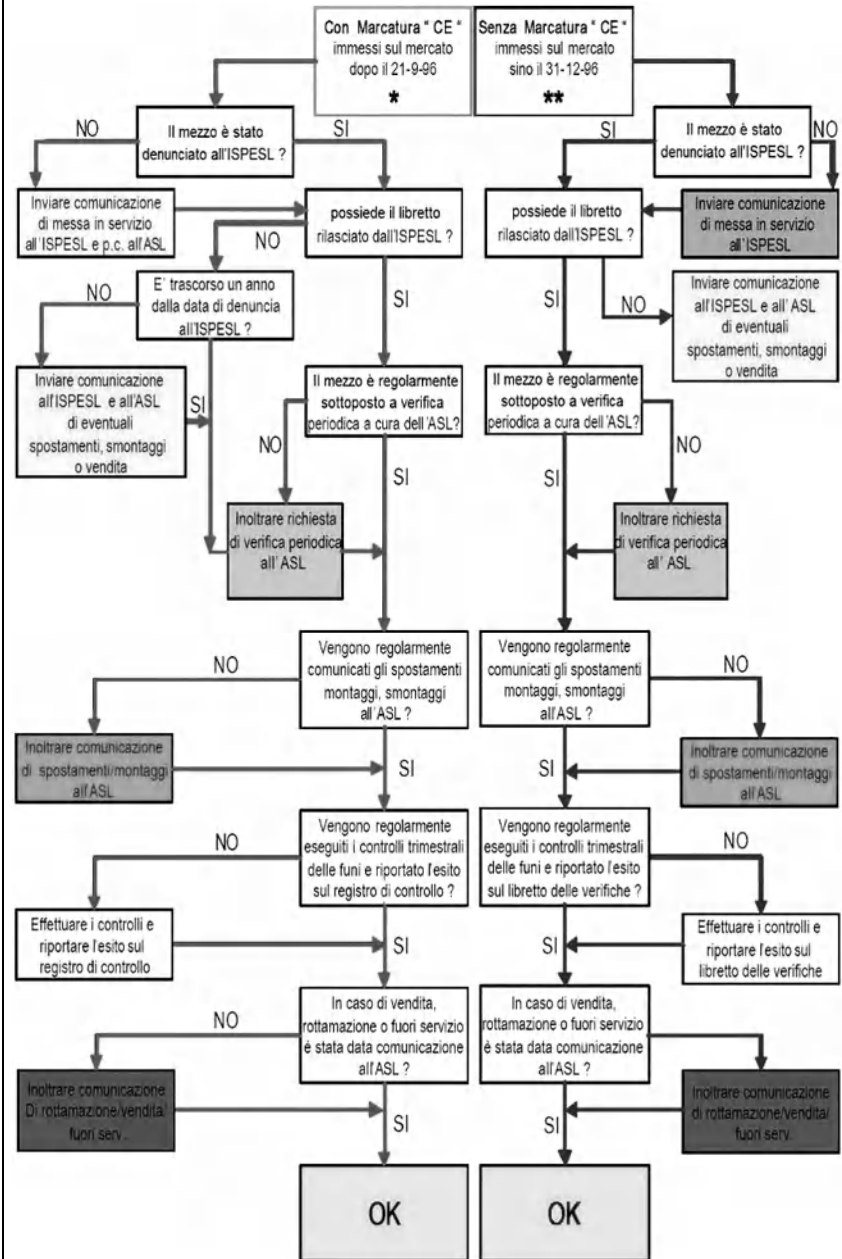 Con Marcatura " CE "
immessi sul mercato
dopo il 21-9-96
*
Senza Marcatura " CE "
immessi sul mercato
sino il 31-12-96
**
NO
Il mezzo è stato
denunciato all'ISPESL ?
SI
SI
Il mezzo è stato
denunciato all'ISPESL ?
NO
Inviare comunicazione
di messa in servizio
all'ISPESL e p.c. all'ASL
possiede il libretto
rilasciato dall'ISPESL ?
possiede il libretto
rilasciato dall'ISPESL ?
Inviare comunicazione
di messa in servizio
all'ISPESL
NO
NO
E' trascorso un anno
dalla data di denuncia
all'ISPESL ?
SI
SI
NO
Inviare comunicazione
all'ISPESL e all' ASL
di eventuali
spostamenti, smontaggi
o vendita
Inviare comunicazione
all'ISPESL e all'ASL
di eventuali
spostamenti, smontaggi
o vendita
SI
Il mezzo è regolarmente
sottoposto a verifica
periodica a cura dell'ASL?
Il mezzo è regolarmente
sottoposto a verifica
periodica a cura dell'ASL?
NO
SI
SI
NO
Inoltrare richiesta
di verifica periodica
all' ASL
Inoltrare richiesta
di verifica periodica
all' ASL
NO
Vengono regolarmente
comunicati gli spostamenti
montaggi, smontaggi
all'ASL ?
Vengono regolarmente
comunicati gli spostamenti
montaggi, smontaggi
all'ASL ?
NO
Inoltrare comunicazione
di spostamenti/montaggi
all'ASL
SI
SI
Inoltrare comunicazione
di spostamenti/montaggi
all'ASL
NO
Vengono regolarmente
eseguiti i controlli trimestrali
delle funi e riportato l'esito
sul registro di controllo ?
Vengono regolarmente
eseguiti i controlli trimestrali
delle funi e riportato l'esito
sul libretto delle verifiche ?
NO
Effettuare i controlli e
riportare l'esito sul
registro di controllo
SI
SI
Effettuare i controlli e
riportare l'esito sul
libretto delle verifiche
NO
In caso di vendita,
rottamazione o fuori servizio
è stata data comunicazione
all'ASL ?
In caso di vendita,
rottamazione o fuori servizio
è stata data comunicazione
all'ASL ?
Inoltrare comunicazione
Di rottamazione/vendita/
fuori serv..
SI
SI
Inoltrare comunicazione
di rottamazione/vendita/
fuori serv..
OK
OK